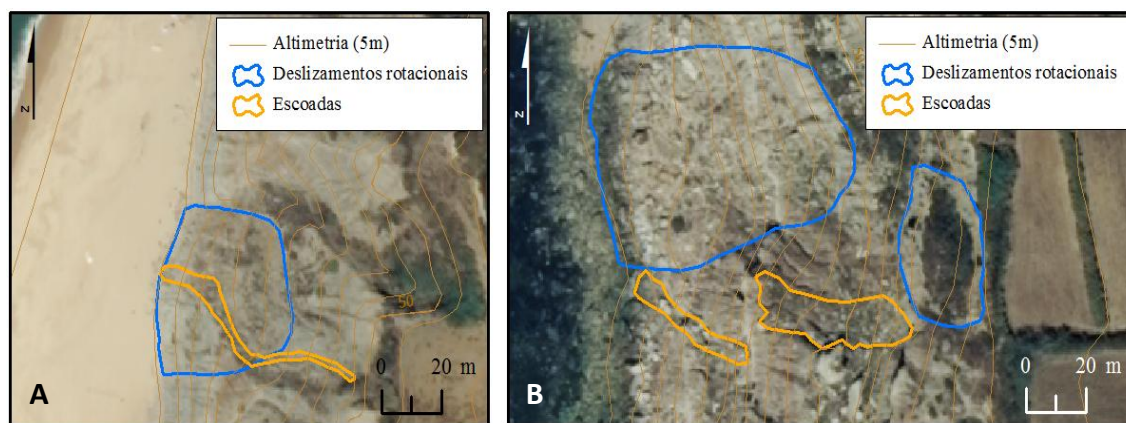 Altimetria (5m)
Deslizamentos rotacionais
Escoadas
N
50
A
0 20 m
Altimetria (5m)
Deslizamentos rotacionais
Escoadas
N
B
0 20 m